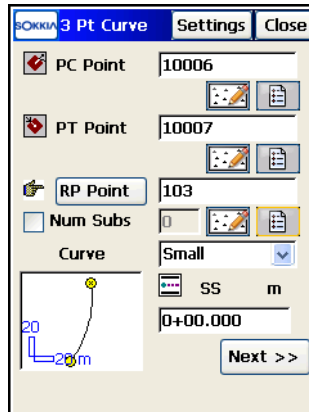 SOKKIA 3 Pt Curve Settings Close
PC Point 10006
PT Point 10007
RP Point 103
Num Subs 0
Curve Small
SS m
0+00.000
20
20m
Next >>